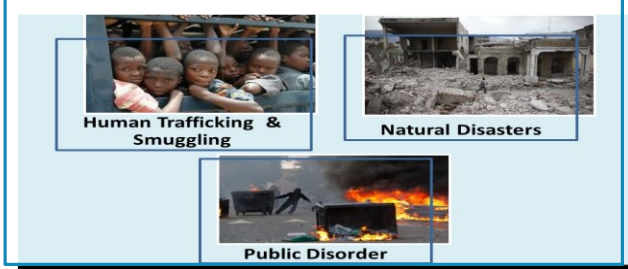 Human Trafficking &
Smuggling
Natural Disasters
Public Disorder